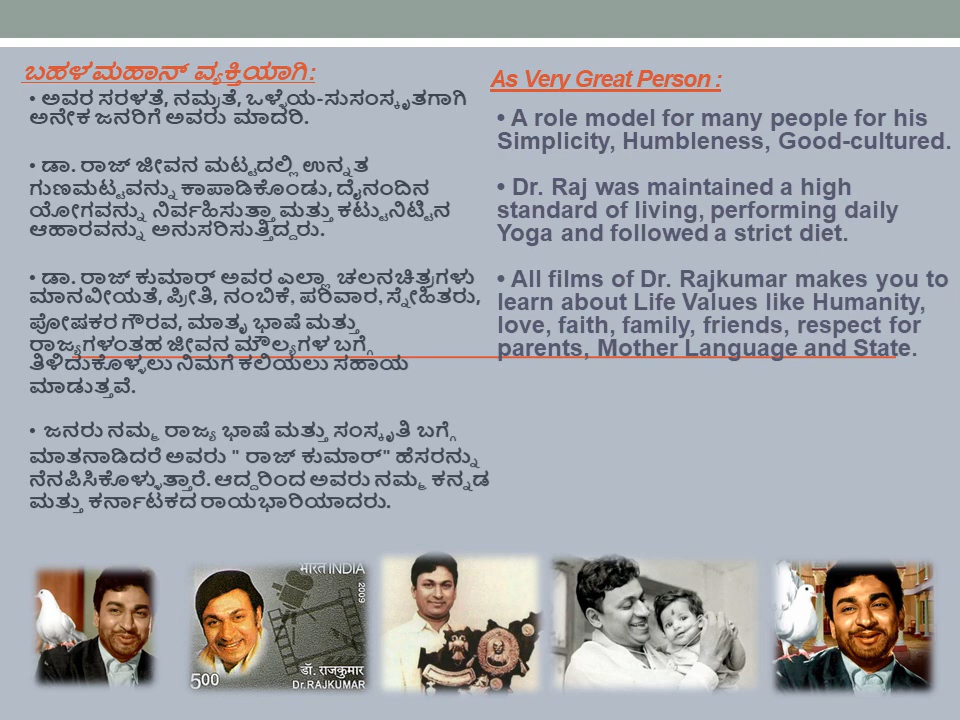 ಬಹಳ ಮಹಾನ್ ವ್ಯಕ್ತಿಯಾಗಿ :
• ಅವರ ಸರಳತೆ, ನಮ್ರತೆ, ಒಳ್ಳೆಯ-ಸುಸಂಸ್ಕೃತಗಾಗಿ
ಅನೇಕ ಜನರಿಗೆ ಅವರು ಮಾದರಿ.
• ಡಾ. ರಾಜ್ ಜೀವನ ಮಟ್ಟದಲ್ಲಿ ಉನ್ನತ
ಗುಣಮಟ್ಟವನ್ನು ಕಾಪಾಡಿಕೊಂಡು, ದೈನಂದಿನ
ಯೋಗವನ್ನು ನಿರ್ವಹಿಸುತ್ತಾ ಮತ್ತು ಕಟ್ಟುನಿಟ್ಟಿನ
ಆಹಾರವನ್ನು ಅನುಸರಿಸುತ್ತಿದ್ದರು.
• ಡಾ. ರಾಜ್ ಕುಮಾರ್ ಅವರ ಎಲ್ಲಾ ಚಲನಚಿತ್ರಗಳು
ಮಾನವೀಯತೆ, ಪ್ರೀತಿ, ನಂಬಿಕೆ, ಪರಿವಾರ, ಸ್ನೇಹಿತರು,
ಪೋಷಕರ ಗೌರವ, ಮಾತೃ ಭಾಷೆ ಮತ್ತು
ರಾಜ್ಯಗಳಂತಹ ಜೀವನ ಮೌಲ್ಯಗಳ ಬಗ್ಗೆ
ತಿಳಿದುಕೊಳ್ಳಲು ನಿಮಗೆ ಕಲಿಯಲು ಸಹಾಯ
ಮಾಡುತ್ತವೆ.
• ಜನರು ನಮ್ಮ ರಾಜ್ಯ ಭಾಷೆ ಮತ್ತು ಸಂಸ್ಕೃತಿ ಬಗ್ಗೆ
ಮಾತನಾಡಿದರೆ ಅವರು " ರಾಜ್ ಕುಮಾರ್" ಹೆಸರನ್ನು
ನೆನಪಿಸಿಕೊಳ್ಳುತ್ತಾರೆ. ಆದ್ದರಿಂದ ಅವರು ನಮ್ಮ ಕನ್ನಡ
ಮತ್ತು ಕರ್ನಾಟಕದ ರಾಯಭಾರಿಯಾದರು.
As Very Great Person :
• A role model for many people for his
Simplicity, Humbleness, Good-cultured.
• Dr. Raj was maintained a high
standard of living, performing daily
Yoga and followed a strict diet.
• All films of Dr. Rajkumar makes you to
learn about Life Values like Humanity,
love, faith, family, friends, respect for
parents, Mother Language and State.
भारत INDIA
2009
500
डॉ. राजकुमार
Dr.RAJKUMAR